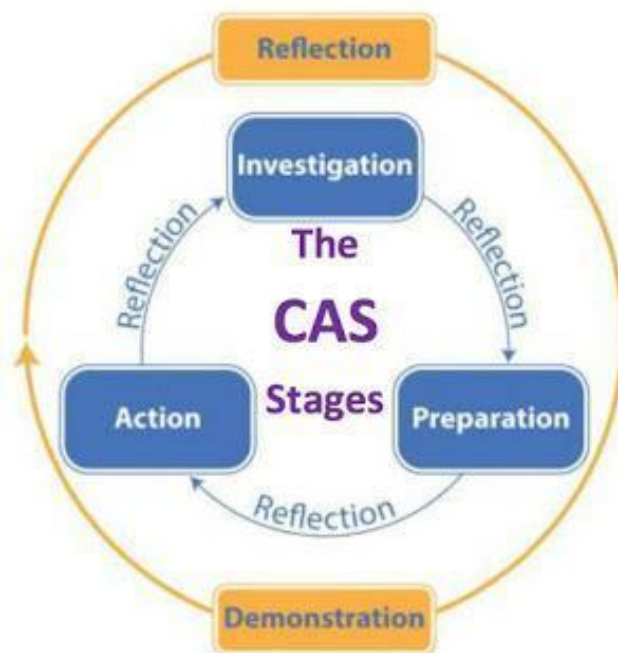 Reflection
Investigation
Reflection
Reflection
The
CAS
Stages
Action
Preparation
Reflection
Demonstration